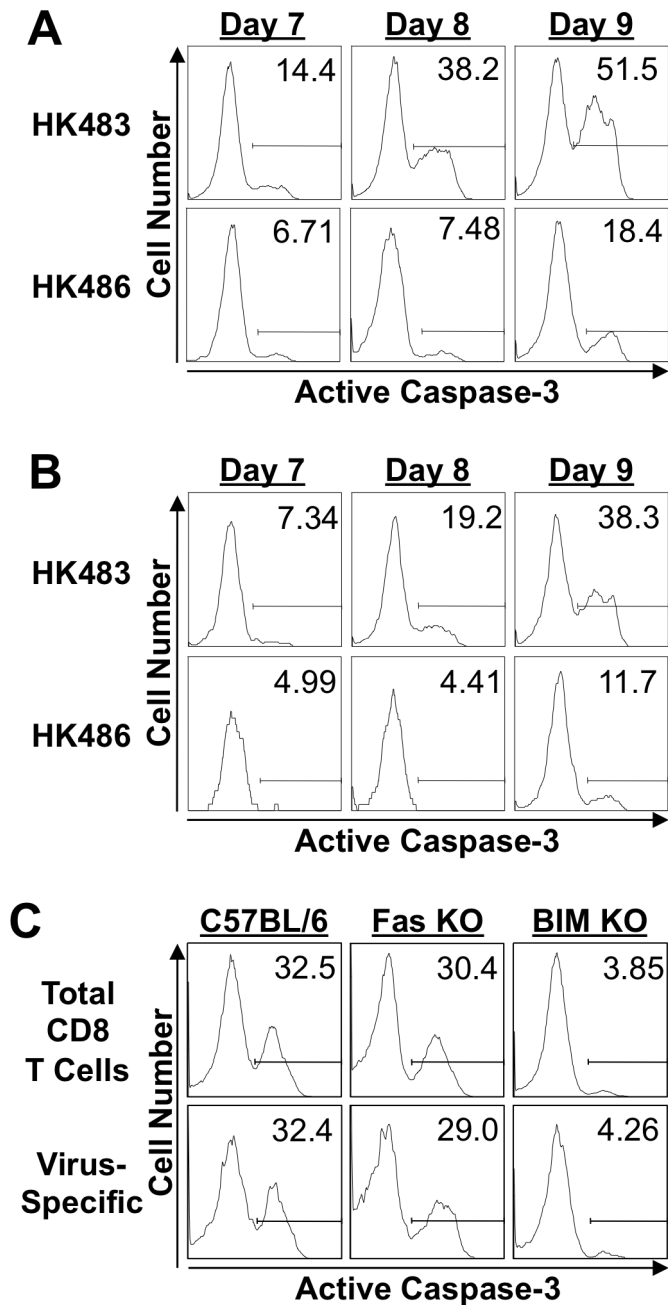 A
Day 7 Day 8 Day 9
HK483
14.4 38.2 51.5
HK486
6.71 7.48 18.4
Cell Number
Active Caspase-3
B
Day 7 Day 8 Day 9
HK483
7.34 19.2 38.3
HK486
4.99 4.41 11.7
Cell Number
Active Caspase-3
C
C57BL/6 Fas KO BIM KO
Total
CD8
T Cells
32.5 30.4 3.85
Virus-
Specific
32.4 29.0 4.26
Cell Number
Active Caspase-3